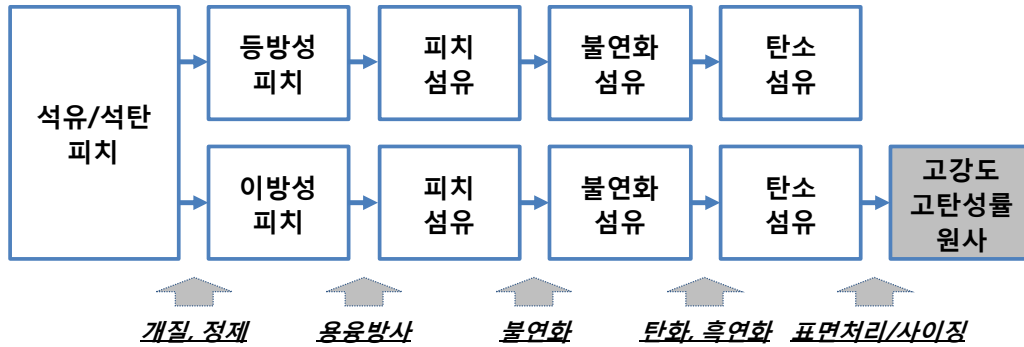 석유/석탄
피치
등방성
피치
피치
섬유
불연화
섬유
탄소
섬유
이방성
피치
피치
섬유
불연화
섬유
탄소
섬유
고강도
고탄성률
원사
개질, 정제
용융방사
불연화
탄화, 흑연화
표면처리/사이징